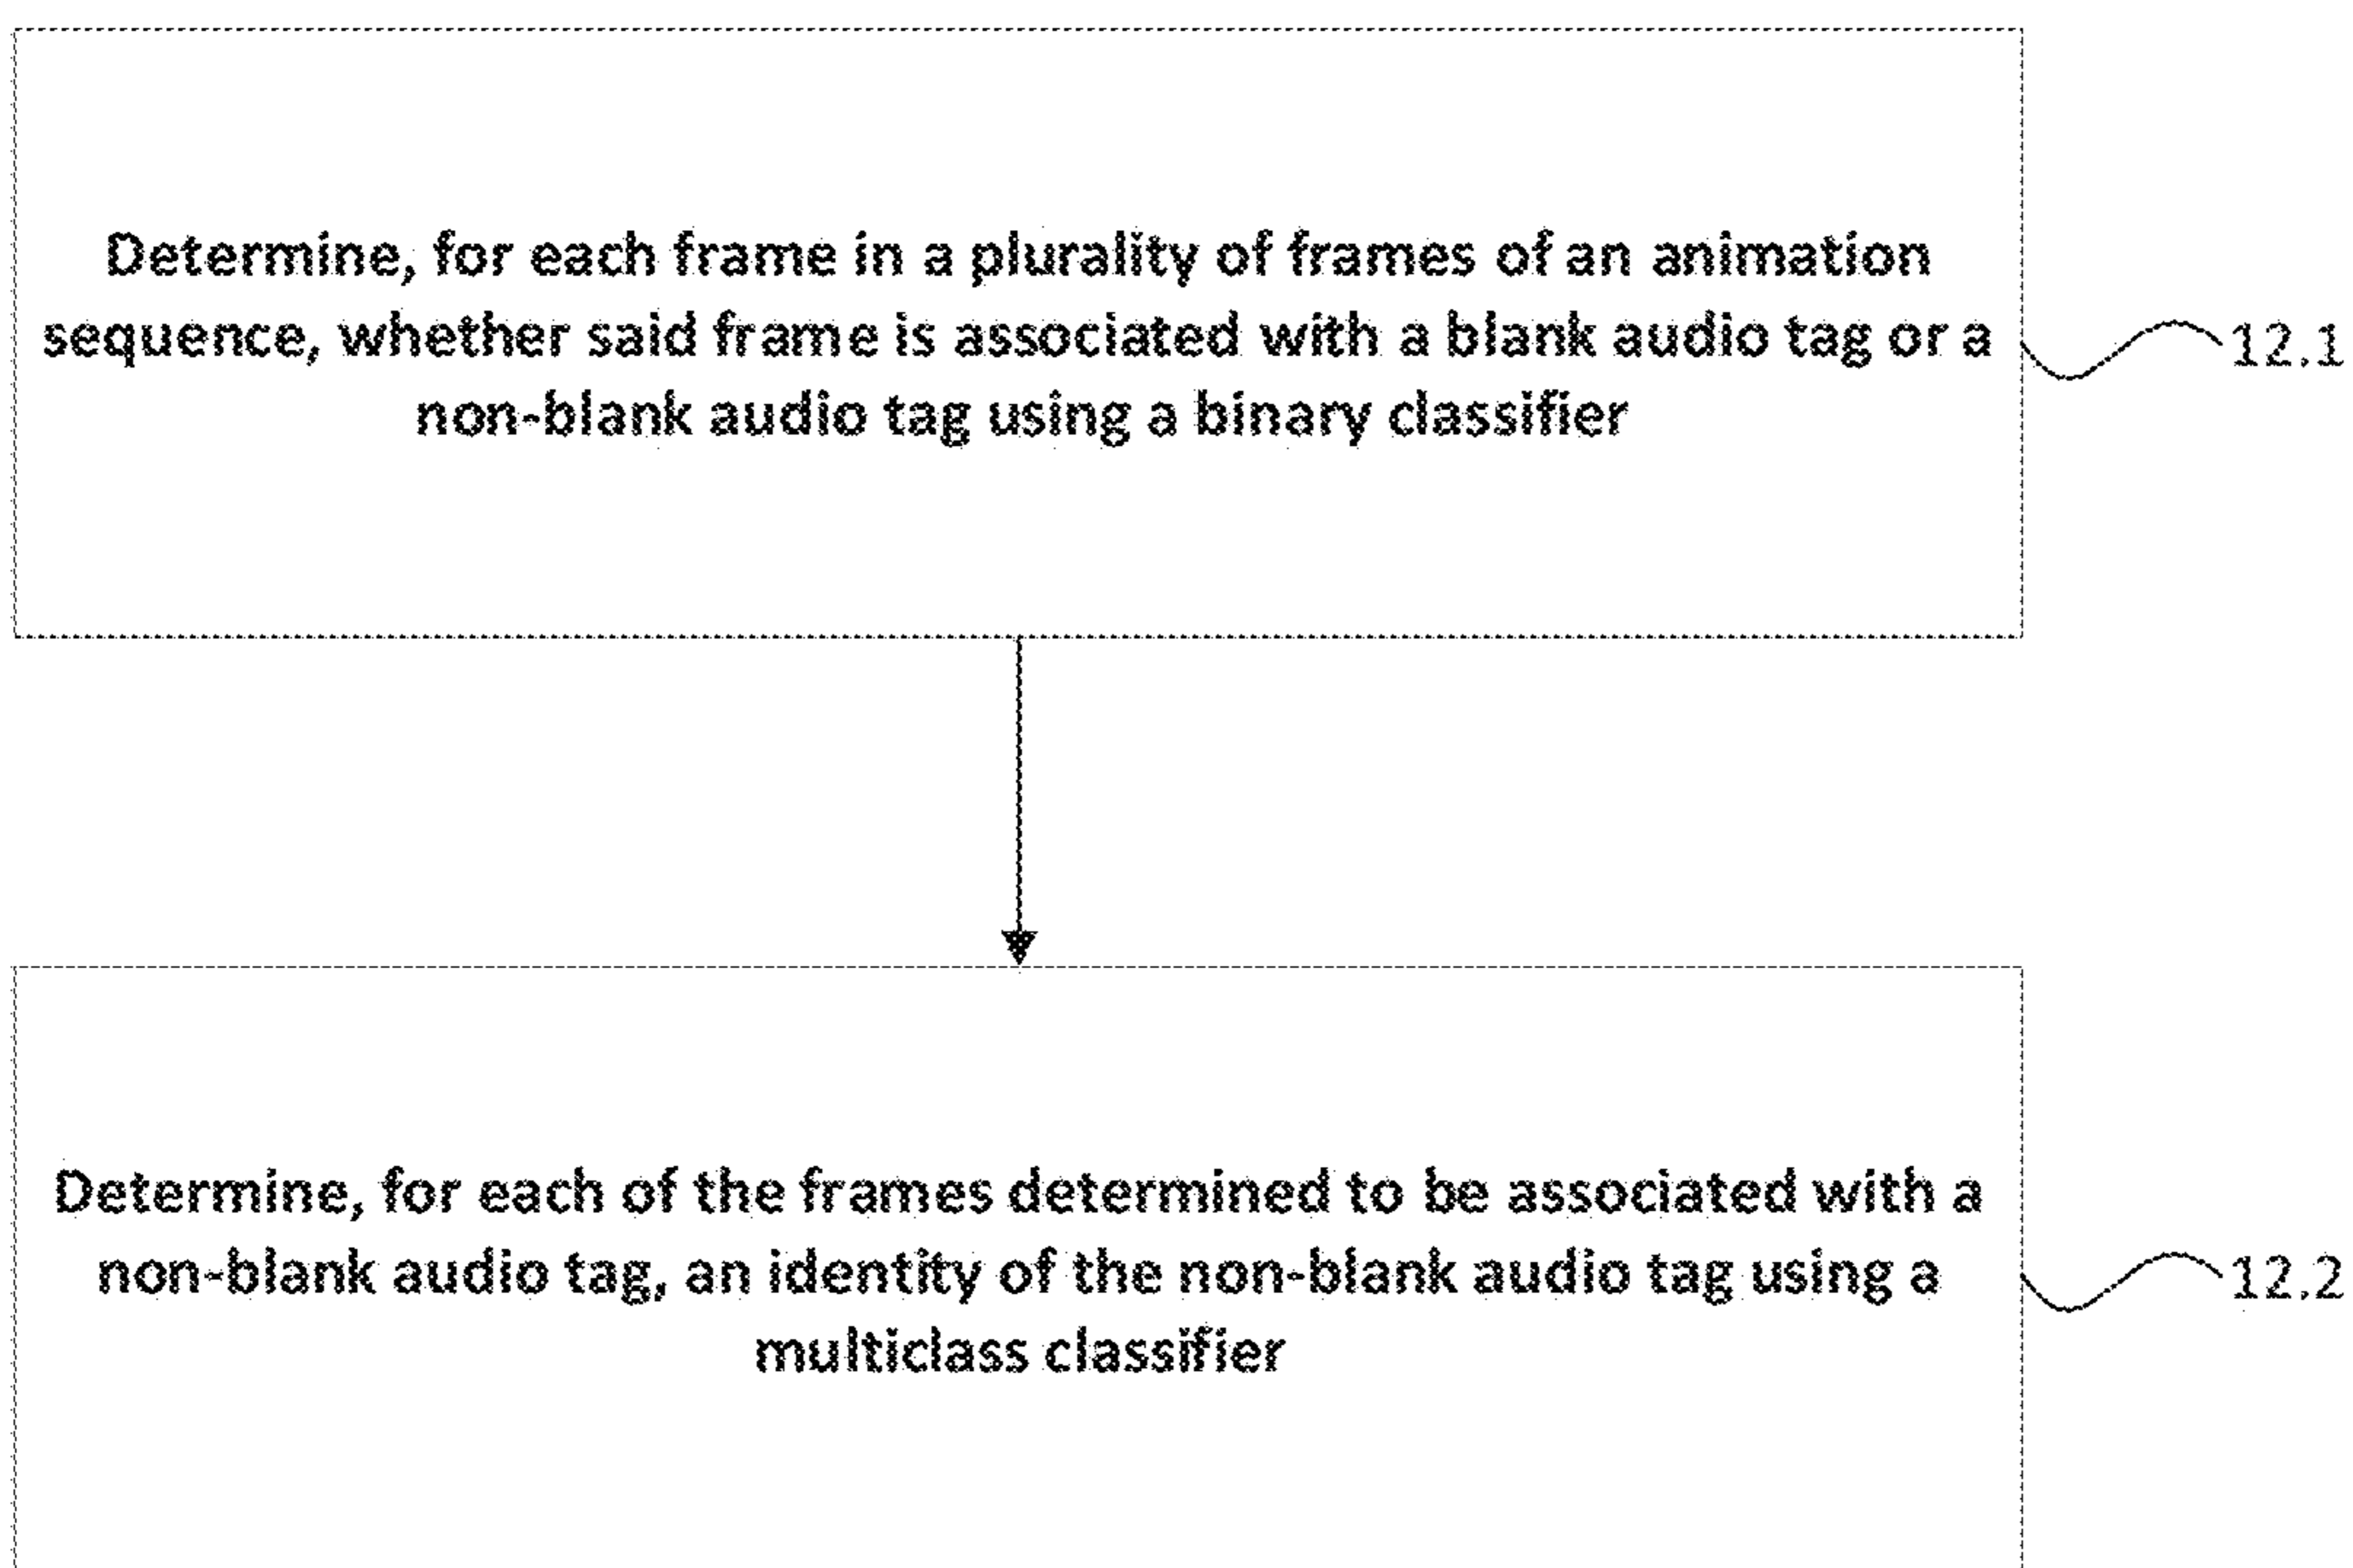 Determine, for each frame in a plurality of frames of an animation
sequence, whether said frame is associated with a blank audio tag or a
non-blank audio tag using a binary classifier
12.1
Determine, for each of the frames determined to be associated with a
non-blank audio tag, an identity of the non-blank audio tag using a
multiclass classifier
12.2